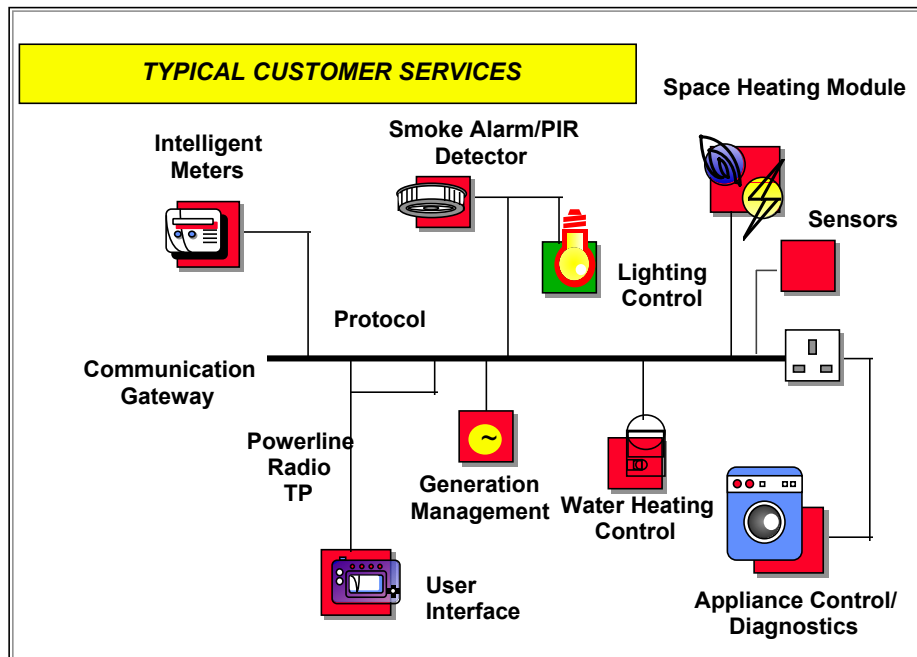 TYPICAL CUSTOMER SERVICES
Space Heating Module
Smoke Alarm/PIR
Detector
Intelligent
Meters
Sensors
Lighting
Control
Protocol
Communication
Gateway
Powerline
Radio
TP
~
Generation
Management
Water Heating
Control
User
Interface
Appliance Control/
Diagnostics